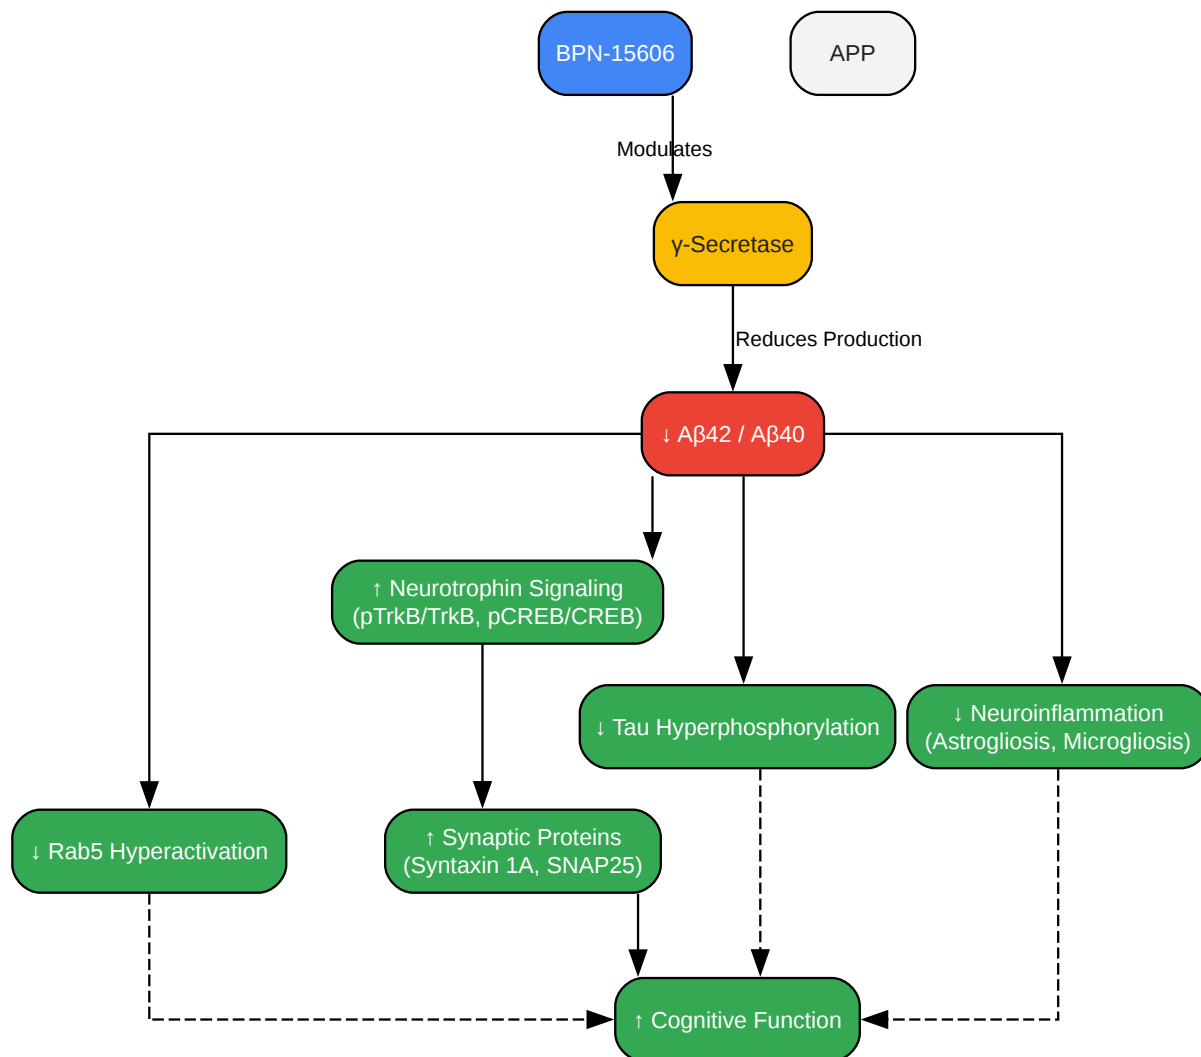 BPN-15606
APP
Modulates
γ-Secretase
Reduces Production
↓ Aβ42 / Aβ40
↑ Neurotrophin Signaling
(pTrkB/TrkB, pCREB/CREB)
↓ Tau Hyperphosphorylation
↓ Neuroinflammation
(Astrogliosis, Microgliosis)
↓ Rab5 Hyperactivation
↑ Synaptic Proteins
(Syntaxin 1A, SNAP25)
↑ Cognitive Function